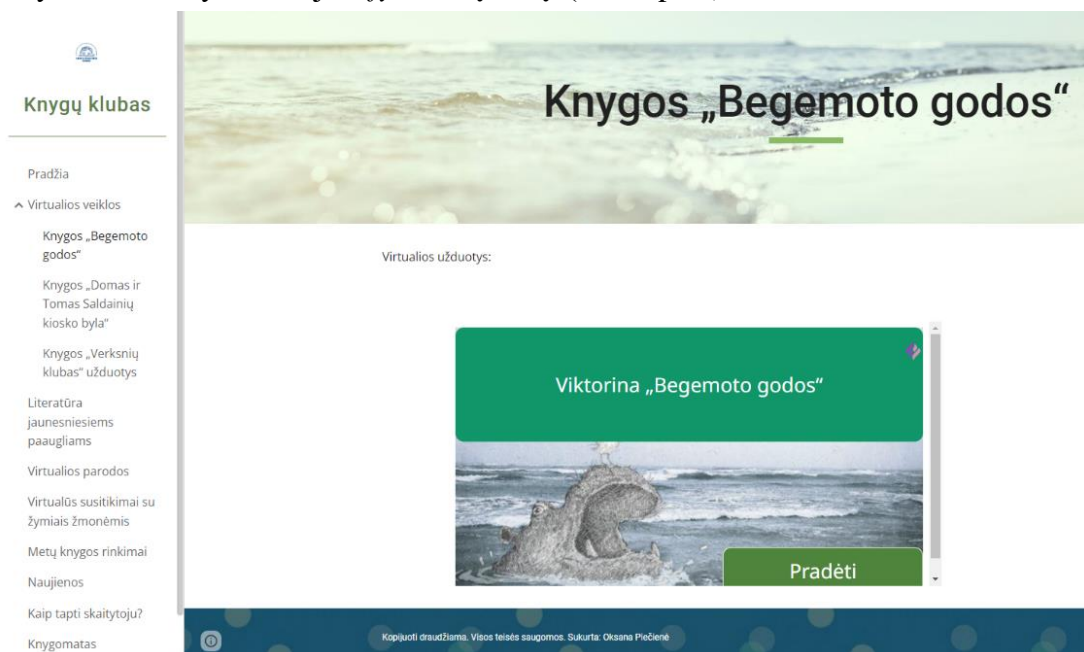 Knygų klubas
Pradžia
Virtualios veiklos
Knygos „Begemoto
godos“
Knygos „Domas ir
Tomas Saldainių
kiosko byla“
Knygos „Verksnių
klubas“ užduotys
Literatūra
jaunesniesiems
paaugliams
Virtualios parodos
Virtualūs susitikimai su
žymiais žmonėmis
Metų knygos rinkimai
Naujienos
Kaip tapti skaitytoju?
Knygomatas
Knygos „Begemoto godos“
Virtualios užduotys:
Viktorina „Begemoto godos“
Pradėti
Kopijuoti draudžiama. Visos teisės saugomos. Sukurta: Oksana Plečienė